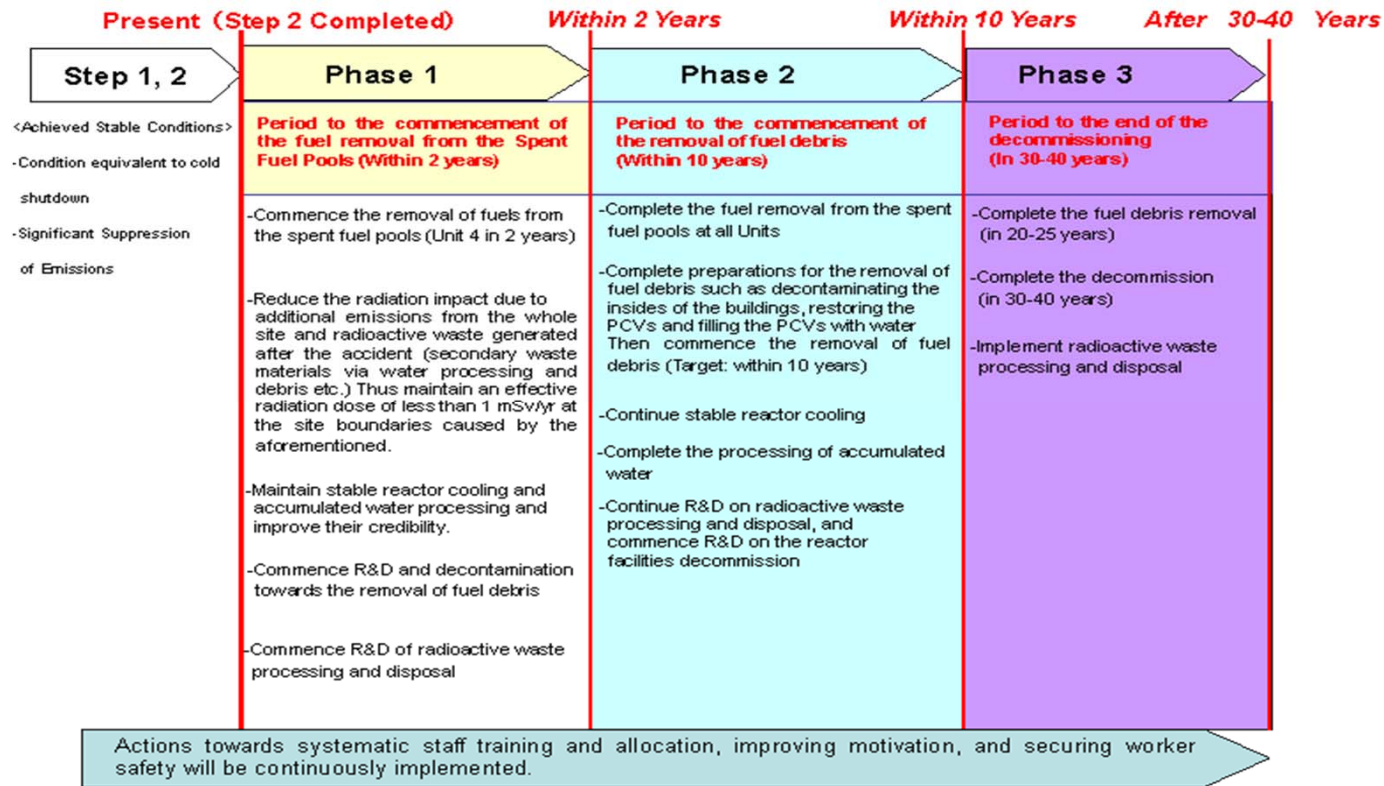 Present (Step 2 Completed)
Within 2 Years
Within 10 Years
After 30-40 Years
Step 1, 2
Phase 1
Phase 2
Phase 3
<Achieved Stable Conditions>
-Condition equivalent to cold
shutdown
-Significant Suppression
of Emissions
Period to the commencement of
the fuel removal from the Spent
Fuel Pools (Within 2 years)
-Commence the removal of fuels from
the spent fuel pools (Unit 4 in 2 years)
-Reduce the radiation impact due to
additional emissions from the whole
site and radioactive waste generated
after the accident (secondary waste
materials via water processing and
debris etc.) Thus maintain an effective
radiation dose of less than 1 mSv/yr at
the site boundaries caused by the
aforementioned.
-Maintain stable reactor cooling and
accumulated water processing and
improve their credibility.
-Commence R&D and decontamination
towards the removal of fuel debris
-Commence R&D of radioactive waste
processing and disposal
Period to the commencement of
the removal of fuel debris
(Within 10 years)
-Complete the fuel removal from the spent
fuel pools at all Units
-Complete preparations for the removal of
fuel debris such as decontaminating the
insides of the buildings, restoring the
PCVs and filling the PCVs with water
Then commence the removal of fuel
debris (Target: within 10 years)
-Continue stable reactor cooling
-Complete the processing of accumulated
water
-Continue R&D on radioactive waste
processing and disposal, and
commence R&D on the reactor
facilities decommission
Period to the end of the
decommissioning
(In 30-40 years)
-Complete the fuel debris removal
(in 20-25 years)
-Complete the decommission
(in 30-40 years)
-Implement radioactive waste
processing and disposal
Actions towards systematic staff training and allocation, improving motivation, and securing worker
safety will be continuously implemented.